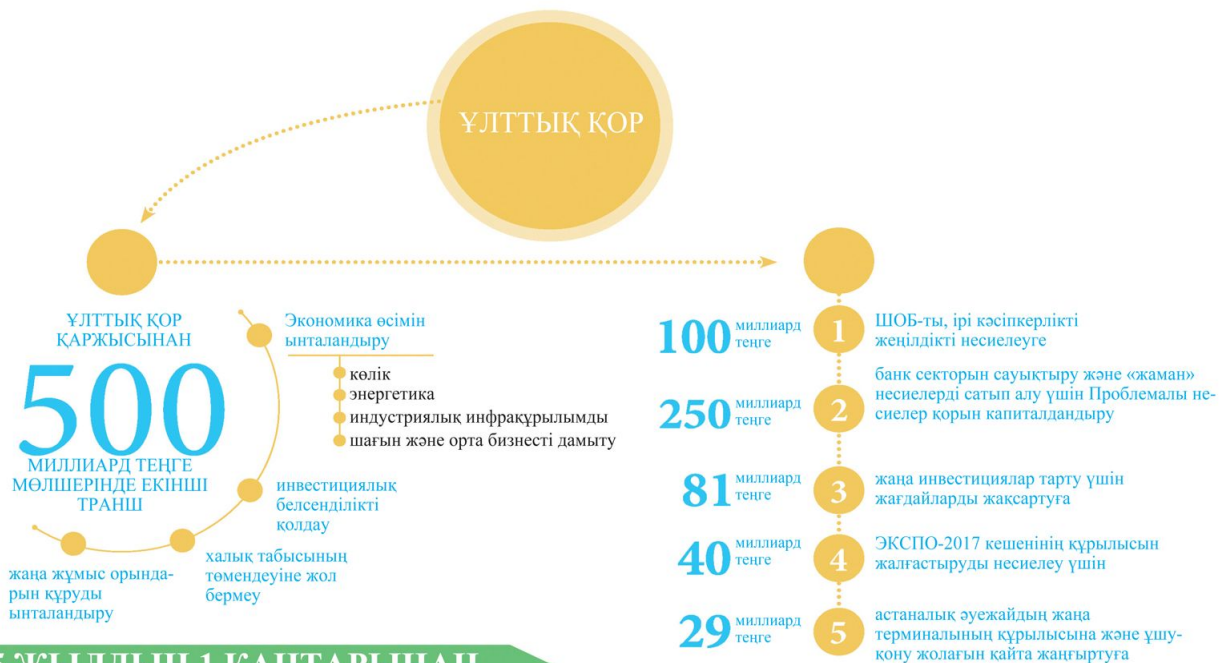 ҰЛТТЫҚ ҚОР
ҰЛТТЫҚ ҚОР
ҚАРЖЫСЫНАН
500
МИЛЛИАРД ТЕҢГЕ
МӨЛШЕРІНДЕ ЕКІНШІ
ТРАНШ
Экономика өсімін
ынталандыру
көлік
энергетика
индустриялық инфрақұрылымды
шағын және орта бизнесті дамыту
инвестициялық
белсенділікті
қолдау
халық табысының
төмендеуіне жол
бермеу
жаңа жұмыс орында-
рын құруды
ынталандыру
100 миллиард
теңге
1
ШОБ-ты, ірі кәсіпкерлікті
жеңілдікті несиелеуге
250 миллиард
теңге
2
банк секторын сауықтыру және «жаман»
несиелерді сатып алу үшін Проблемалы не-
сиелер қорын капиталдандыру
81 миллиард
теңге
3
жаңа инвестициялар тарту үшін
жағдайларды жақсартуға
40 миллиард
теңге
4
ЭКСПО-2017 кешенінің құрылысын
жалғастыруды несиелеу үшін
29 миллиард
теңге
5
астаналық әуежайдың жаңа
терминалының құрылысына және ұшу-
қону жолағын қайта жаңғыртуға